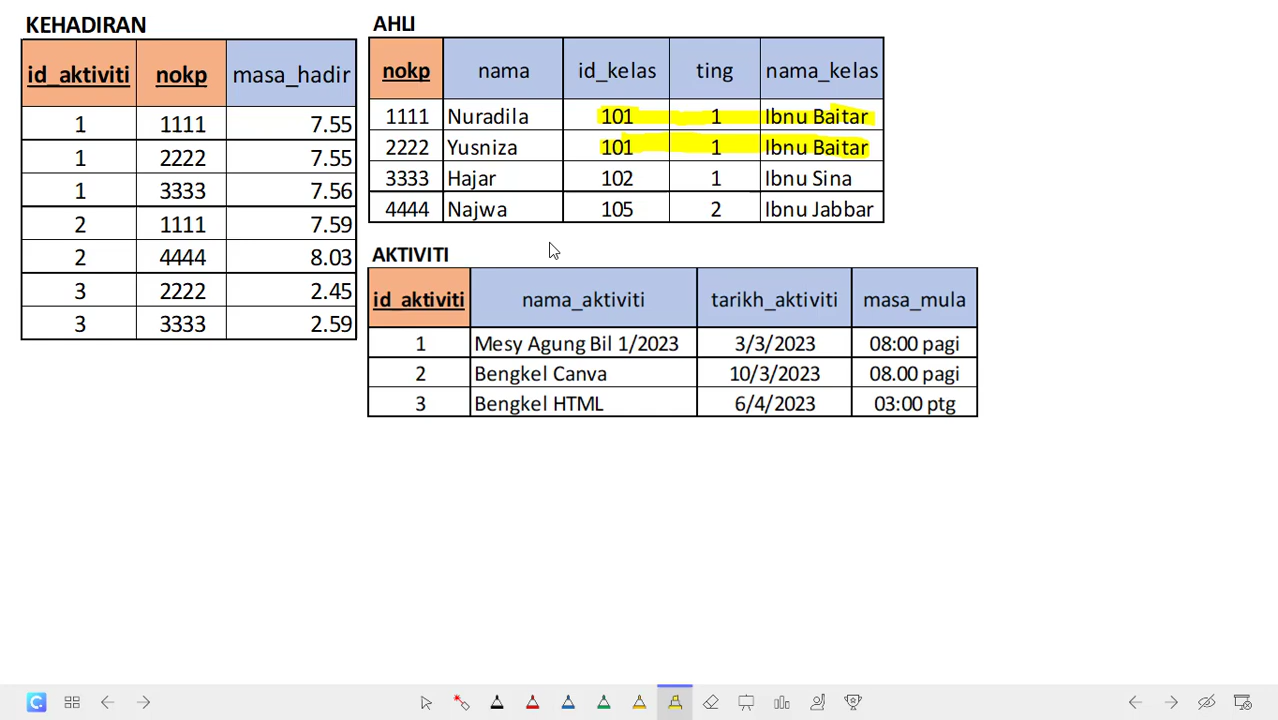 KEHADIRAN
id_aktiviti nokp masa_hadir
1 1111 7.55
1 2222 7.55
1 3333 7.56
2 1111 7.59
2 4444 8.03
3 2222 2.45
3 3333 2.59
AHLI
nokp nama id_kelas ting nama_kelas
1111 Nuradila 101 1 Ibnu Baitar
2222 Yusniza 101 1 Ibnu Baitar
3333 Hajar 102 1 Ibnu Sina
4444 Najwa 105 2 Ibnu Jabbar
AKTIVITI
id_aktiviti nama_aktiviti tarikh_aktiviti masa_mula
1 Mesy Agung Bil 1/2023 3/3/2023 08:00 pagi
2 Bengkel Canva 10/3/2023 08.00 pagi
3 Bengkel HTML 6/4/2023 03:00 ptg